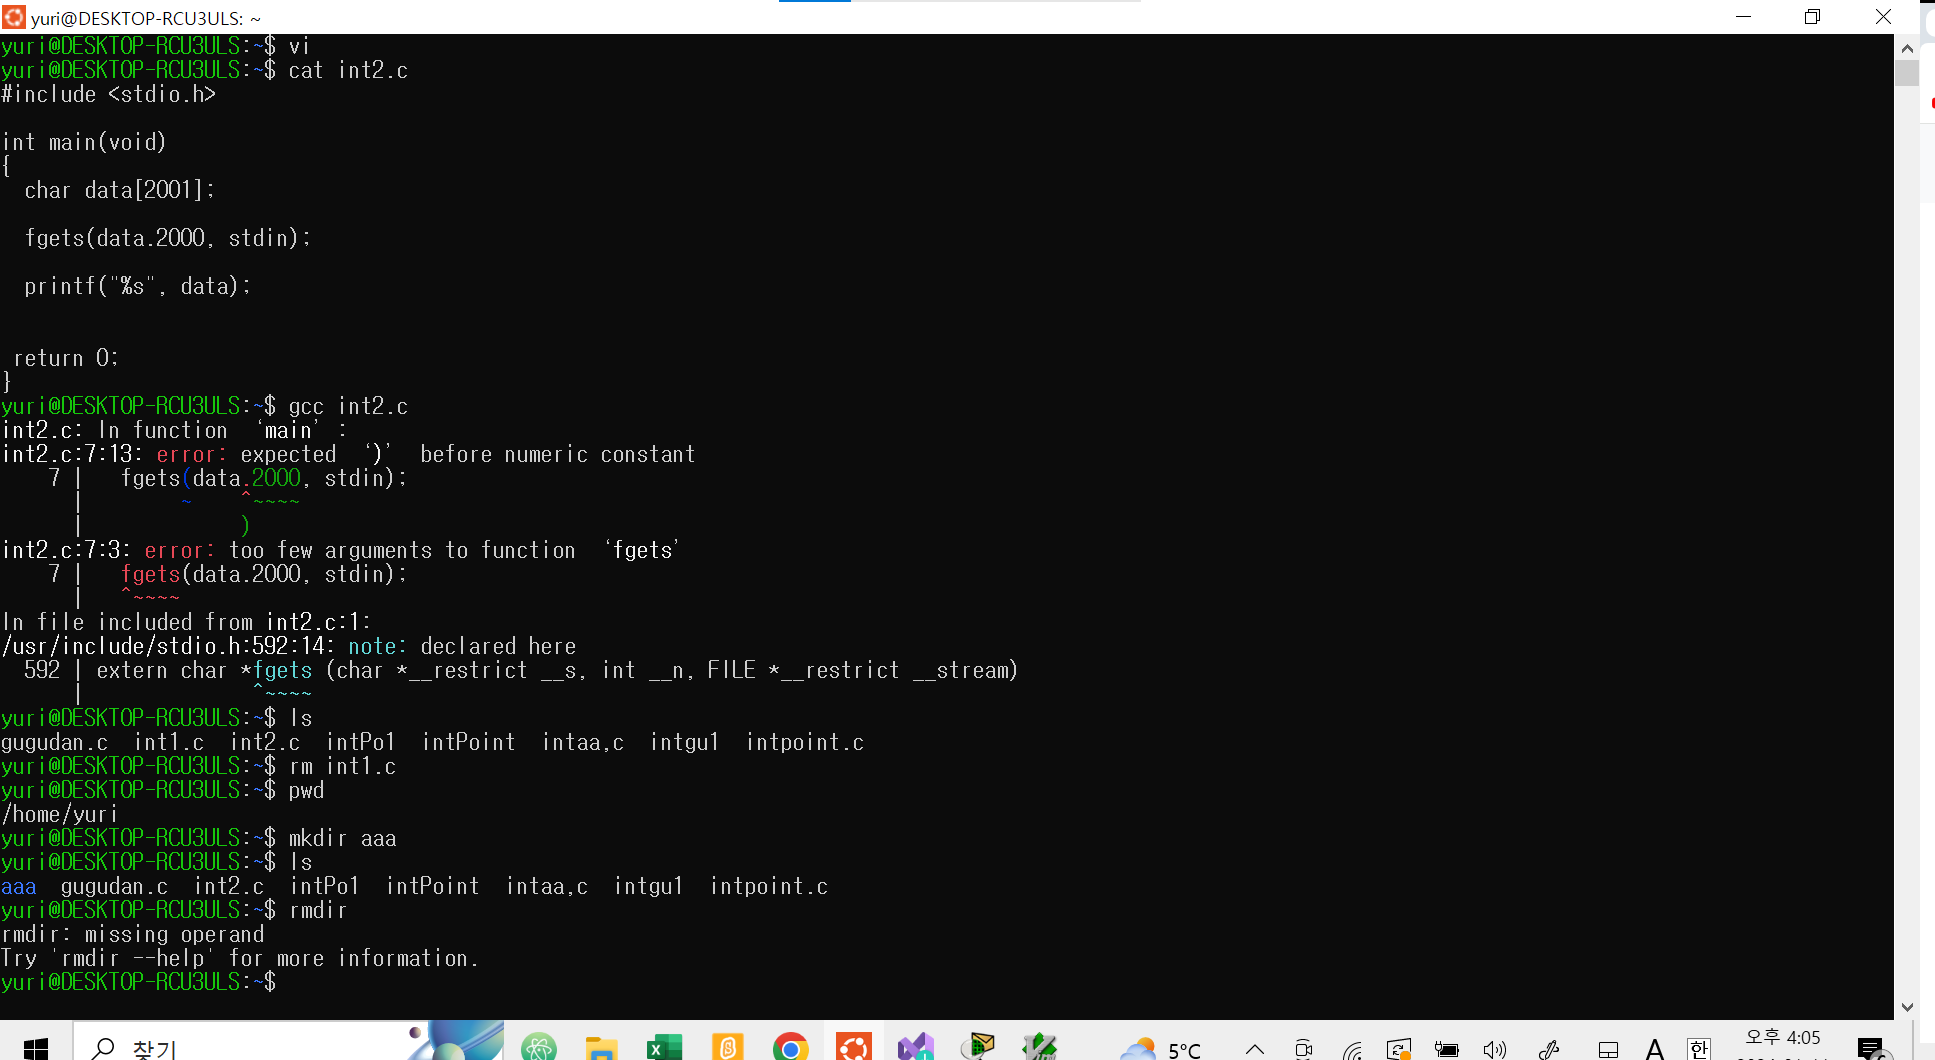 yuri@DESKTOP-RCU3ULS: ~
yuri@DESKTOP-RCU3ULS:~$ vi
yuri@DESKTOP-RCU3ULS:~$ cat int2.c
#include <stdio.h>
int main(void)
{
  char data[2001];
  fgets(data.2000, stdin);
  printf("%s", data);
 return 0;
}
yuri@DESKTOP-RCU3ULS:~$ gcc int2.c
int2.c: In function ‘main’ :
int2.c:7:13: error: expected ‘)’ before numeric constant
    7 |   fgets(data.2000, stdin);
      |        ~    ^~~~~
      |             )
int2.c:7:3: error: too few arguments to function ‘fgets’
    7 |   fgets(data.2000, stdin);
      |   ^~~~~
In file included from int2.c:1:
/usr/include/stdio.h:592:14: note: declared here
  592 | extern char *fgets (char *__restrict __s, int __n, FILE *__restrict __stream)
      |              ^~~~~
yuri@DESKTOP-RCU3ULS:~$ ls
gugudan.c  int1.c  int2.c  intPo1  intPoint  intaa,c  intgu1  intpoint.c
yuri@DESKTOP-RCU3ULS:~$ rm int1.c
yuri@DESKTOP-RCU3ULS:~$ pwd
/home/yuri
yuri@DESKTOP-RCU3ULS:~$ mkdir aaa
yuri@DESKTOP-RCU3ULS:~$ ls
aaa  gugudan.c  int2.c  intPo1  intPoint  intaa,c  intgu1  intpoint.c
yuri@DESKTOP-RCU3ULS:~$ rmdir
rmdir: missing operand
Try 'rmdir --help' for more information.
yuri@DESKTOP-RCU3ULS:~$
찾기
5°C
A
한
오후 4:05